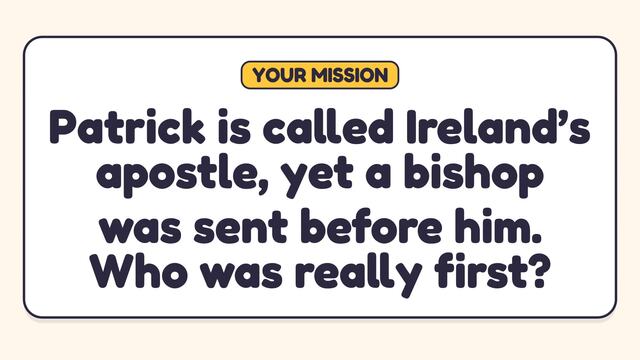 YOUR MISSION
Patrick is called Ireland’s
apostle, yet a bishop
was sent before him.
Who was really first?